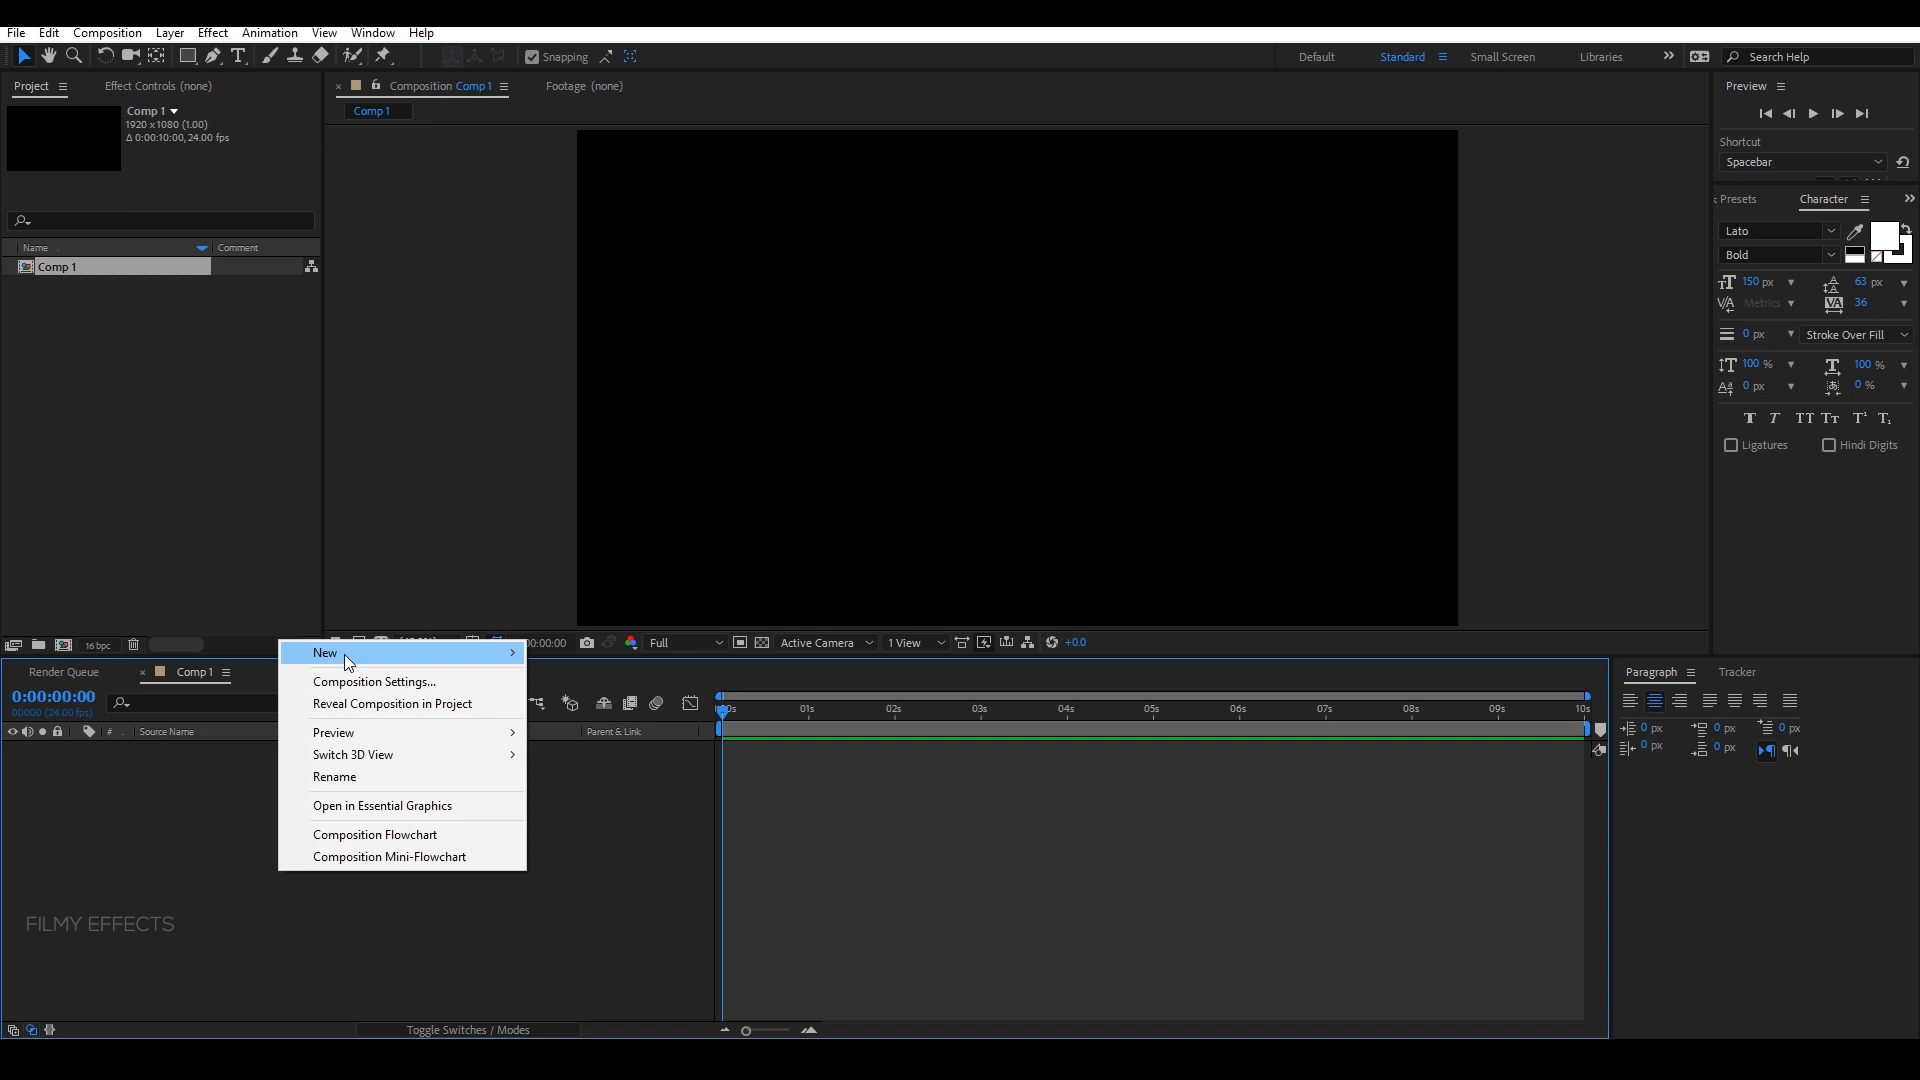 File Edit Composition Layer Effect Animation View Window Help
Snapping Default Standard Small Screen Libraries Search Help
Project Effect Controls (none) Composition Comp 1 Footage (none) Preview
Comp 1
1920 x 1080 (1.00)
Δ 0:00:10:00, 24.00 fps
Comp 1
Shortcut
Spacebar
Presets Character
Lato
Bold
150 px 63 px
Metrics 36
0 px Stroke Over Fill
100 % 100 %
0 px 0 %
Ligatures Hindi Digits
Name Comment
Comp 1
16 bpc
Full Active Camera 1 View +0.0
Render Queue Comp 1
0:00:00:00
00000 (24.00 fps)
# Source Name Parent & Link
01s 02s 03s 04s 05s 06s 07s 08s 09s 10s
New
Composition Settings...
Reveal Composition in Project
Preview
Switch 3D View
Rename
Open in Essential Graphics
Composition Flowchart
Composition Mini-Flowchart
Paragraph Tracker
0 px 0 px 0 px
0 px 0 px
FILMY EFFECTS
Toggle Switches / Modes